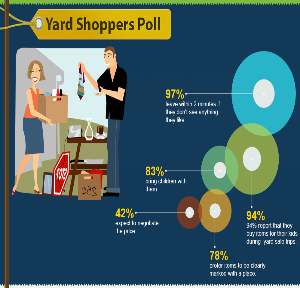 Yard Shoppers Poll
97%
leave within 2 minutes if
they don't see anything
they like
83%
bring children with
them
42%
expect to negotiate
the price
94%
94% report that they
buy items for their kids
during yard sale trips
78%
prefer items to be clearly
marked with a price
STOP